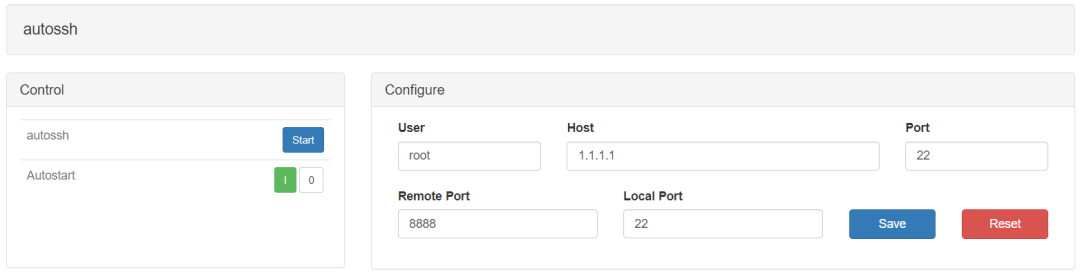 autossh
Control
autossh
Start
Autostart
I
0
Configure
User
Host
Port
root
1.1.1.1
22
Remote Port
Local Port
8888
22
Save
Reset